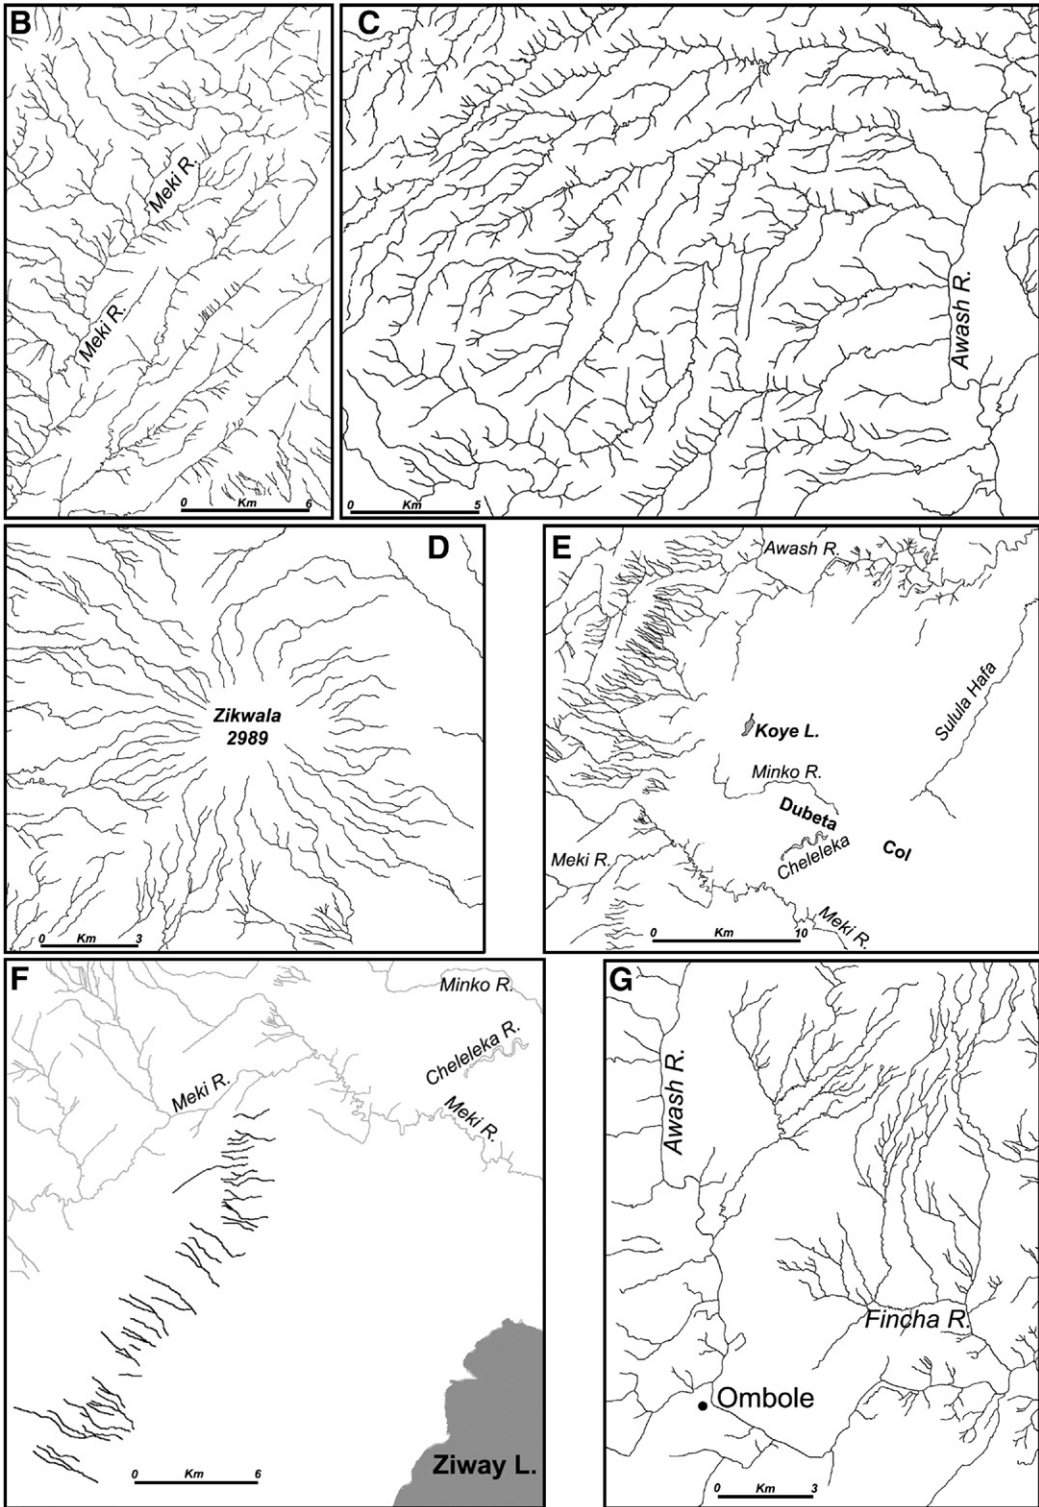 B
Meki R.
Meki R.
0 Km 6
C
Awash R.
0 Km 5
D
Zikwala
2989
0 Km 3
E
Awash R.
Sulula Hafa
Koye L.
Minko R.
Dubeta
Cheleleka
Col
Meki R.
Meki R.
0 Km 10
F
Minko R.
Cheleleka R.
Meki R.
Meki R.
0 Km 6
Ziway L.
G
Awash R.
Fincha R.
Ombole
0 Km 3